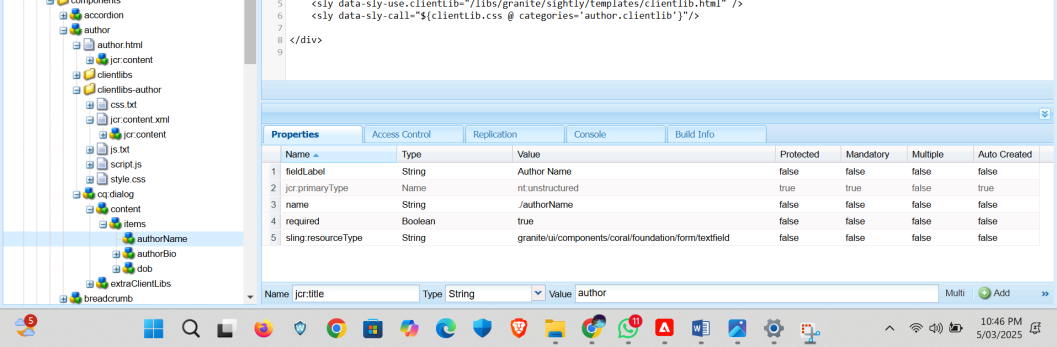 components
accordion
author
author.html
jcr:content
clientlibs
clientlibs-author
css.txt
jcr:content.xml
jcr:content
js.txt
script.js
style.css
cq:dialog
content
items
authorName
authorBio
dob
extraClientLibs
breadcrumb
5 <sly data-sly-use.clientLib="/libs/granite/sightly/templates/clientlib.html" />
6 <sly data-sly-call="${clientLib.css @ categories='author.clientlib'}"/>
7
8 </div>
9
Properties Access Control Replication Console Build Info
Name Type Value Protected Mandatory Multiple Auto Created
1 fieldLabel String Author Name false false false false
2 jcr:primaryType Name nt:unstructured true true false true
3 name String ./authorName false false false false
4 required Boolean true false false false false
5 sling:resourceType String granite/ui/components/coral/foundation/form/textfield false false false false
Name jcr:title Type String Value author Multi Add »
5
11
10:46 PM
5/03/2025